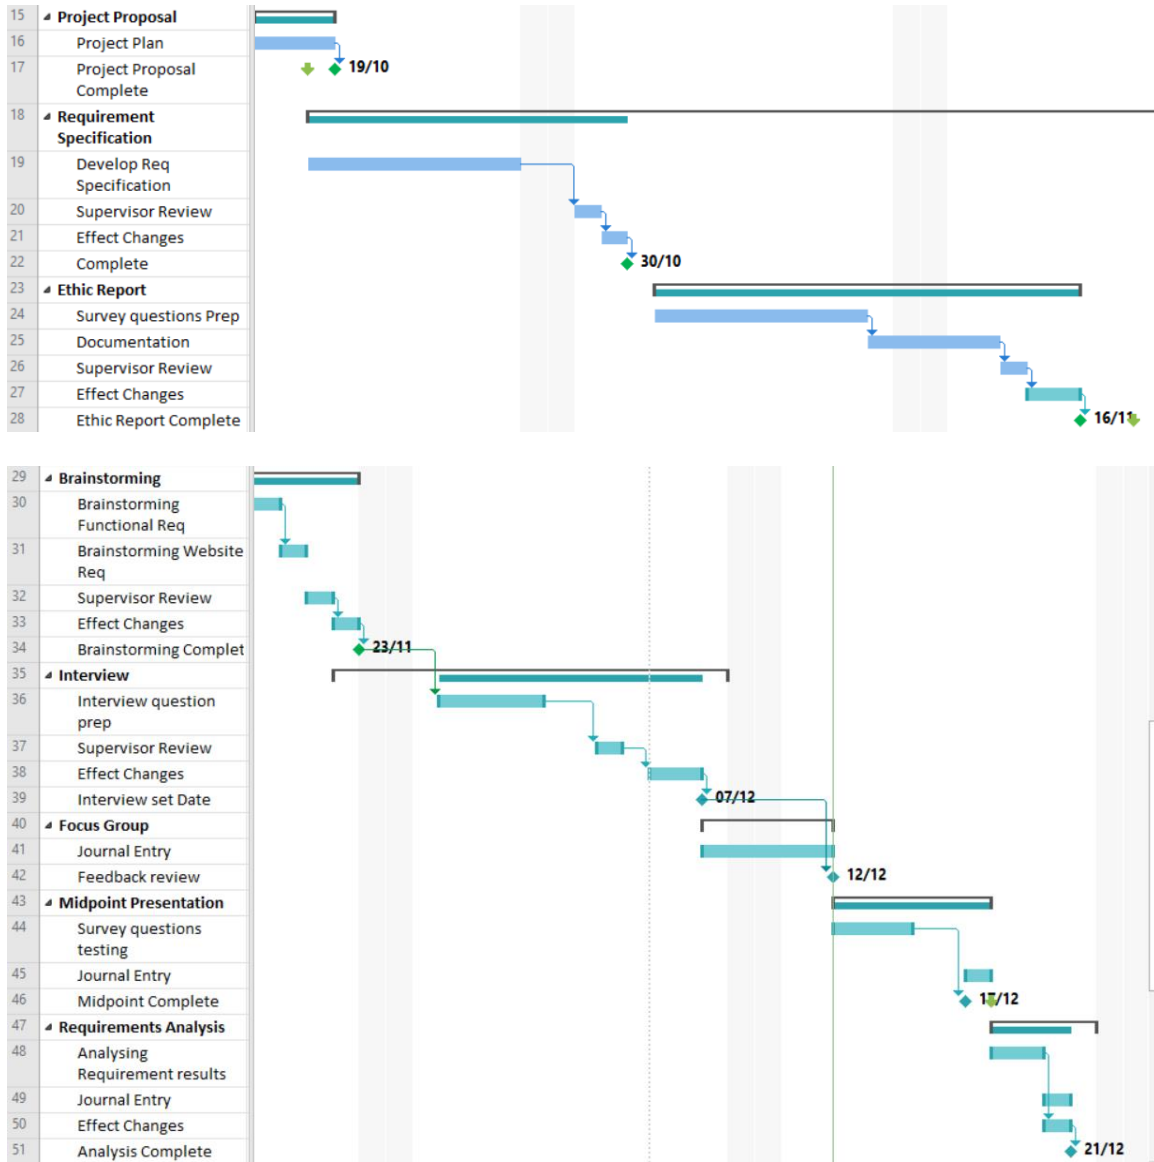 15 Project Proposal
16 Project Plan
17 Project Proposal
Complete
19/10
18 Requirement
Specification
19 Develop Req
Specification
20 Supervisor Review
21 Effect Changes
22 Complete
30/10
23 Ethic Report
24 Survey questions Prep
25 Documentation
26 Supervisor Review
27 Effect Changes
28 Ethic Report Complete
16/11
29 Brainstorming
30 Brainstorming
Functional Req
31 Brainstorming Website
Req
32 Supervisor Review
33 Effect Changes
34 Brainstorming Complet
23/11
35 Interview
36 Interview question
prep
37 Supervisor Review
38 Effect Changes
39 Interview set Date
07/12
40 Focus Group
41 Journal Entry
42 Feedback review
12/12
43 Midpoint Presentation
44 Survey questions
testing
45 Journal Entry
46 Midpoint Complete
17/12
47 Requirements Analysis
48 Analysing
Requirement results
49 Journal Entry
50 Effect Changes
51 Analysis Complete
21/12